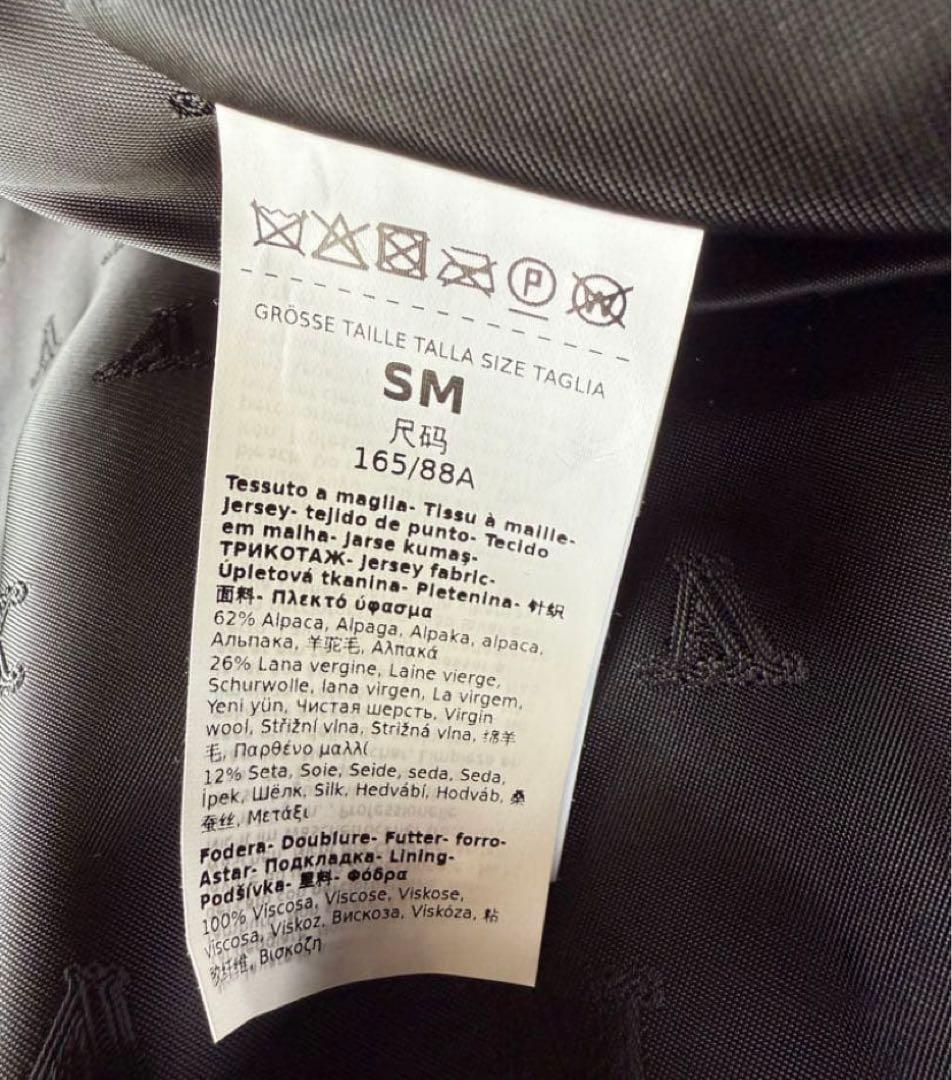 P
W
GRÖSSE TAILLE TALLA SIZE TAGLIA
SM
尺码
165/88A
Tessuto a maglia- Tissu à maille-
Jersey- tejido de punto- Tecido
em malha- Jarse kumaş-
ТРИКОТАЖ- Jersey fabric-
Úpletová tkanina- Pletenina- 针织
面料- Πλεκτό ύφασμα
62% Alpaca, Alpaga, Alpaka, alpaca,
Альпака, 羊驼毛, Αλπακά
26% Lana vergine, Laine vierge,
Schurwolle, lana virgen, La virgem,
Yeni yün, Чистая шерсть, Virgin
wool, Střižní vlna, Strižná vlna, 绵羊
毛, Παρθένο μαλλί
12% Seta, Soie, Seide, seda, Seda,
İpek, Шёлк, Silk, Hedvábí, Hodváb, 桑
蚕丝, Μετάξι
Fodera- Doublure- Futter- forro-
Astar- Подкладка- Lining-
Podšívka- 里料- Φόδρα
100% Viscosa, Viscose, Viskose,
viscosa, Viskoz, Вискоза, Viskóza, 粘
胶纤维, Βισκόζη